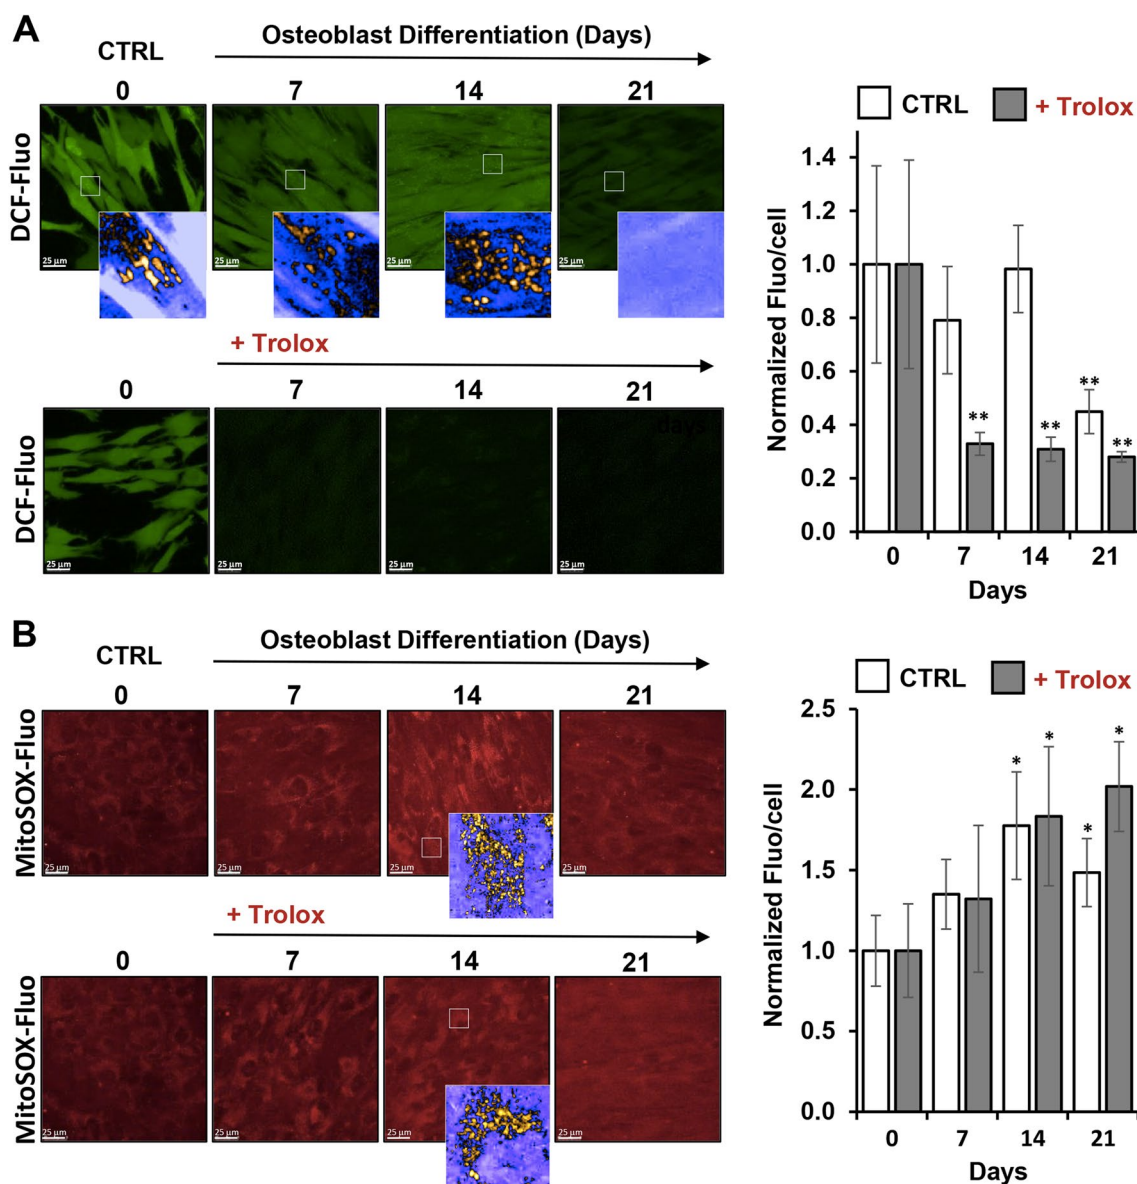 A
Osteoblast Differentiation (Days)
CTRL
0 7 14 21
DCF-Fluo
25 µm 25 µm 25 µm 25 µm
+ Trolox
0 7 14 21
DCF-Fluo
days
25 µm 25 µm 25 µm 25 µm
CTRL + Trolox
Normalized Fluo/cell
1.4
1.2
1.0
0.8
0.6
0.4
0.2
0.0
** ** ** **
0 7 14 21
Days
B
Osteoblast Differentiation (Days)
CTRL
0 7 14 21
MitoSOX-Fluo
25 µm 25 µm 25 µm 25 µm
+ Trolox
0 7 14 21
MitoSOX-Fluo
25 µm 25 µm 25 µm 25 µm
CTRL + Trolox
Normalized Fluo/cell
2.5
2.0
1.5
1.0
0.5
0.0
* * * *
0 7 14 21
Days